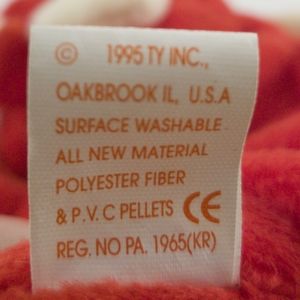 © 1995 TY INC.,
OAKBROOK IL, U.S.A
SURFACE WASHABLE
ALL NEW MATERIAL
POLYESTER FIBER
& P.V.C PELLETS CE
REG. NO PA. 1965(KR)